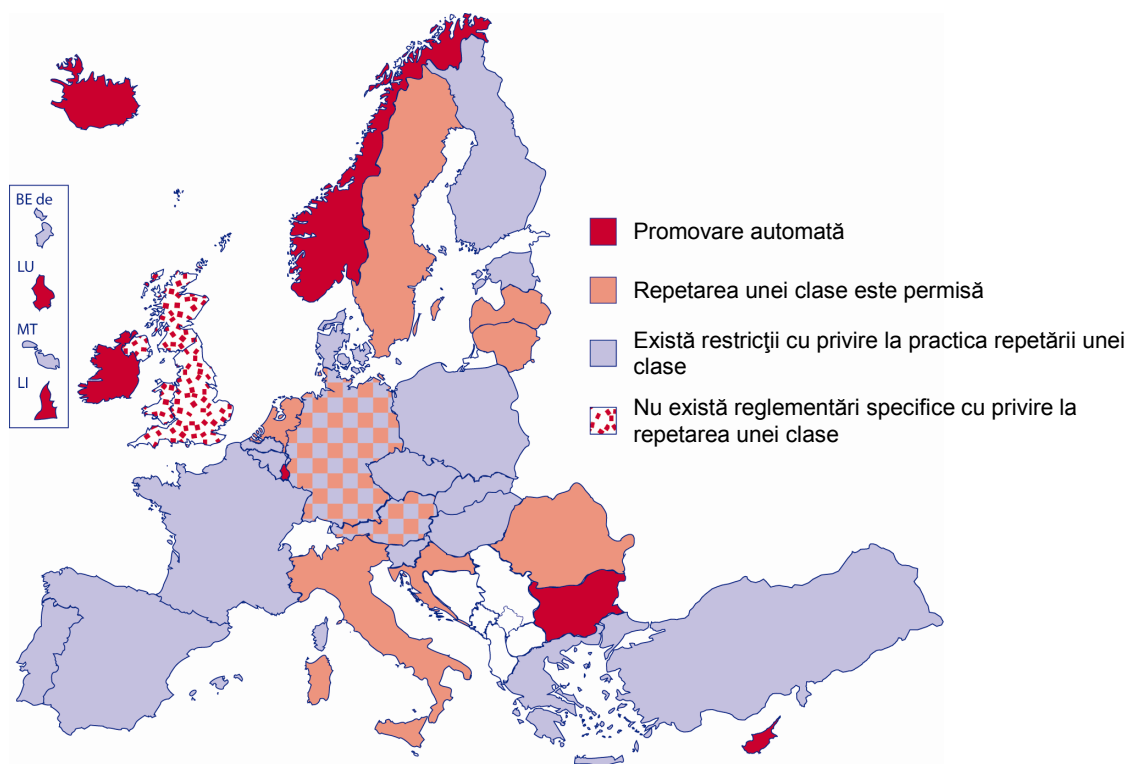 BE de
LU
MT
LI
Promovare automată
Repetarea unei clase este permisă
Există restricţii cu privire la practica repetării unei
clase
Nu există reglementări specifice cu privire la
repetarea unei clase